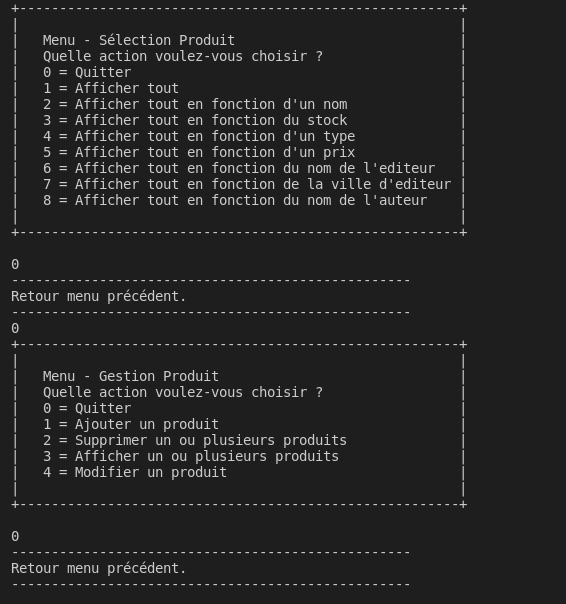 +-------------------------------------------------------+
|                                                       |
|   Menu - Sélection Produit                            |
|   Quelle action voulez-vous choisir ?                 |
|   0 = Quitter                                         |
|   1 = Afficher tout                                   |
|   2 = Afficher tout en fonction d'un nom              |
|   3 = Afficher tout en fonction du stock              |
|   4 = Afficher tout en fonction d'un type             |
|   5 = Afficher tout en fonction d'un prix             |
|   6 = Afficher tout en fonction du nom de l'editeur   |
|   7 = Afficher tout en fonction de la ville d'editeur |
|   8 = Afficher tout en fonction du nom de l'auteur    |
|                                                       |
+-------------------------------------------------------+

0
--------------------------------------------------
Retour menu précédent.
--------------------------------------------------
0
+-------------------------------------------------------+
|                                                       |
|   Menu - Gestion Produit                              |
|   Quelle action voulez-vous choisir ?                 |
|   0 = Quitter                                         |
|   1 = Ajouter un produit                              |
|   2 = Supprimer un ou plusieurs produits              |
|   3 = Afficher un ou plusieurs produits               |
|   4 = Modifier un produit                             |
|                                                       |
+-------------------------------------------------------+

0
--------------------------------------------------
Retour menu précédent.
--------------------------------------------------